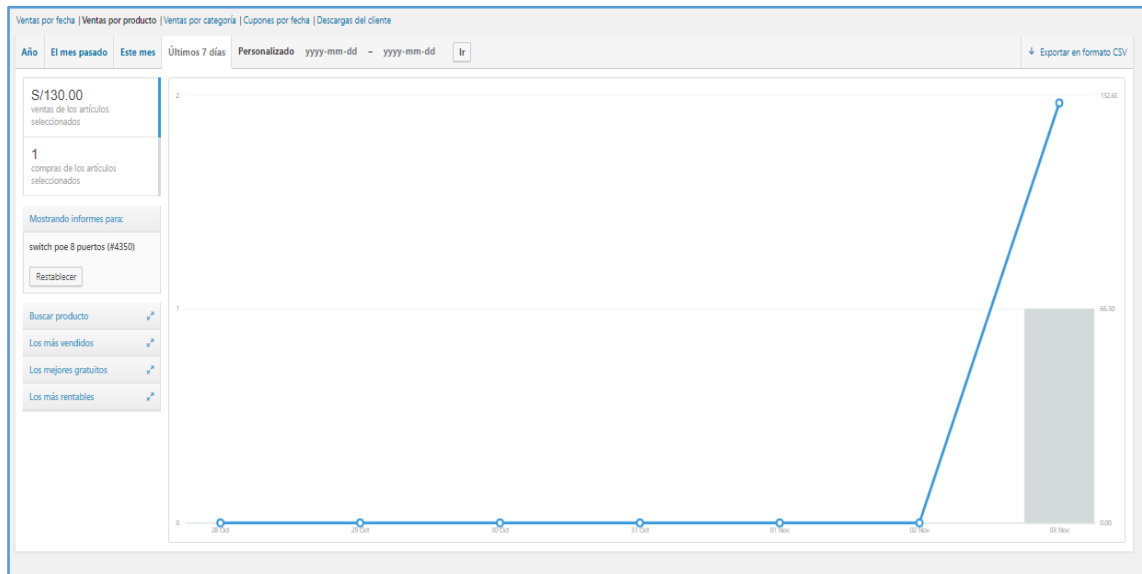 Ventas por fecha | Ventas por producto | Ventas por categoría | Cupones por fecha | Descargas del cliente
Año El mes pasado Este mes Últimos 7 días Personalizado yyyy-mm-dd – yyyy-mm-dd Ir Exportar en formato CSV
S/130.00
ventas de los artículos
seleccionados
1
compras de los artículos
seleccionados
Mostrando informes para:
switch poe 8 puertos (#4350)
Restablecer
Buscar producto
Los más vendidos
Los mejores gratuitos
Los más rentables
2 132.60
1 66.30
0 0.00
28 Oct 29 Oct 30 Oct 31 Oct 01 Nov 02 Nov 03 Nov